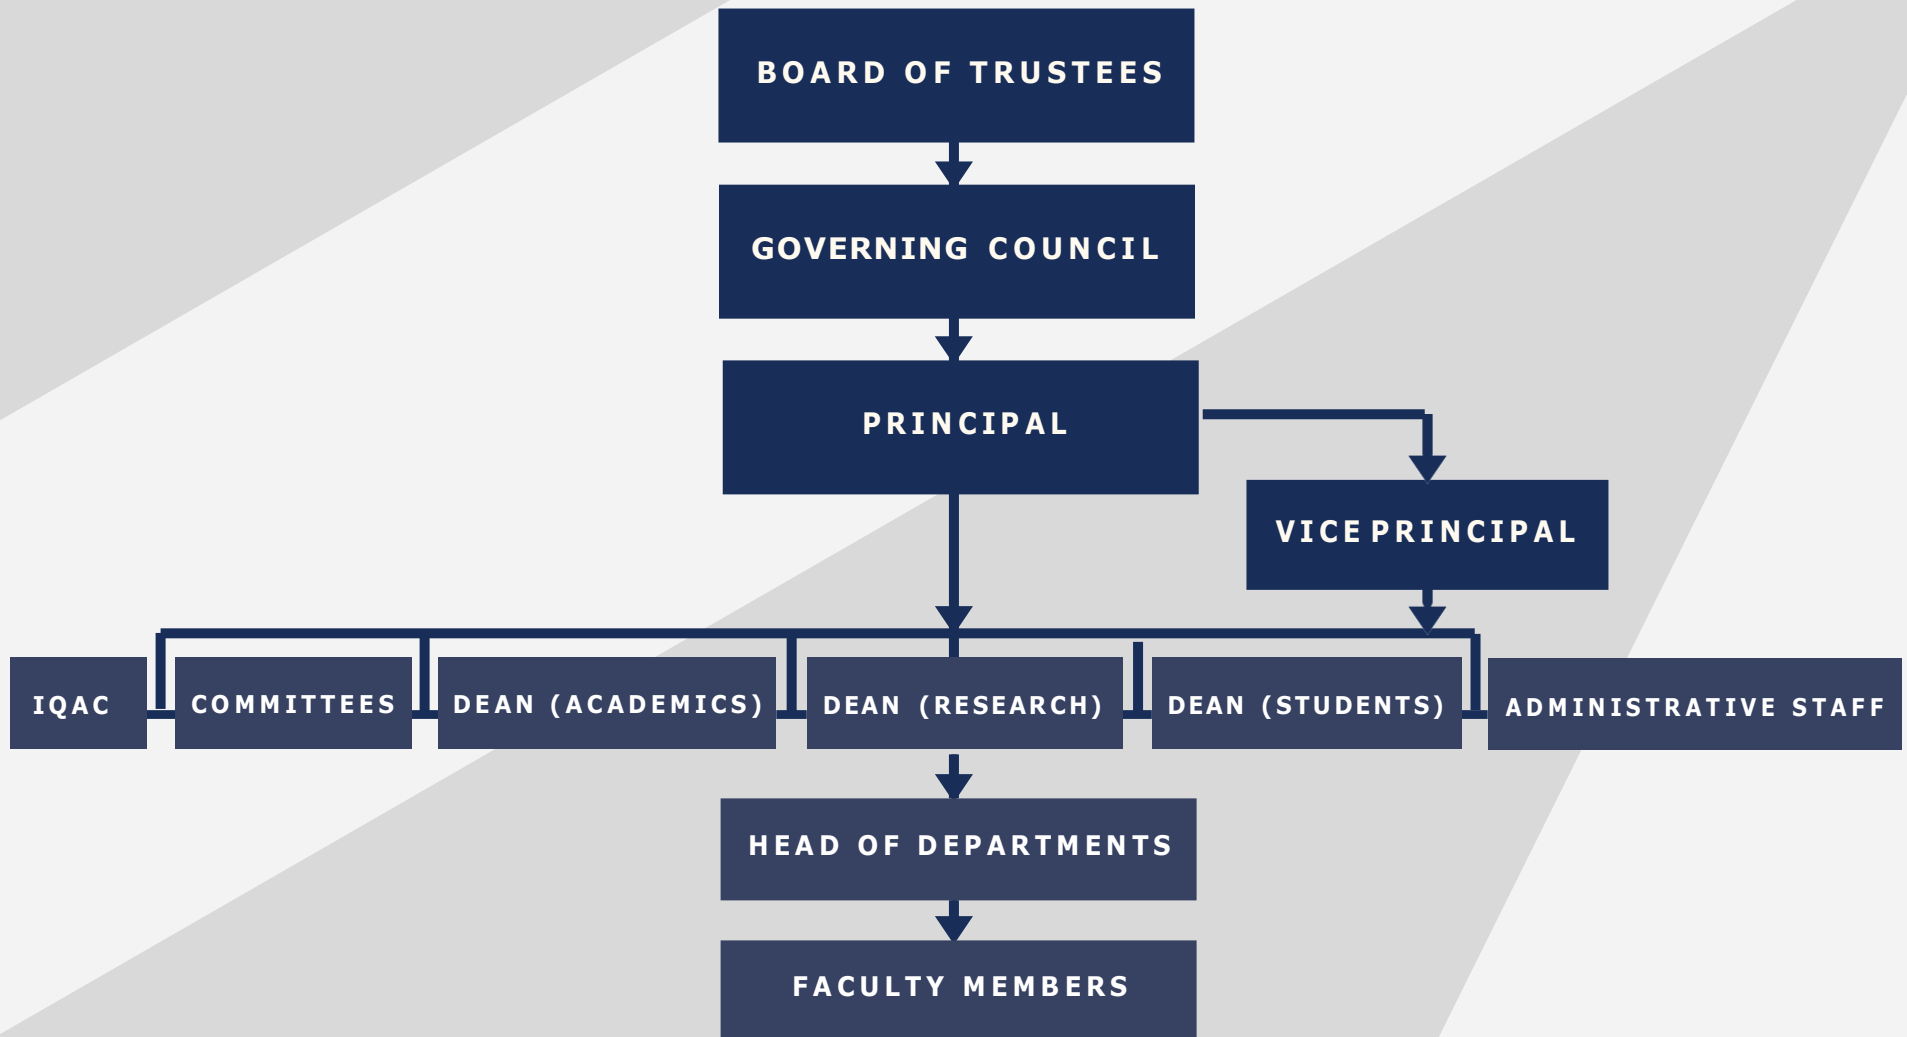 BOARD OF TRUSTEES
GOVERNING COUNCIL
PRINCIPAL
VICE PRINCIPAL
IQAC
COMMITTEES
DEAN (ACADEMICS)
DEAN (RESEARCH)
DEAN (STUDENTS)
ADMINISTRATIVE STAFF
HEAD OF DEPARTMENTS
FACULTY MEMBERS